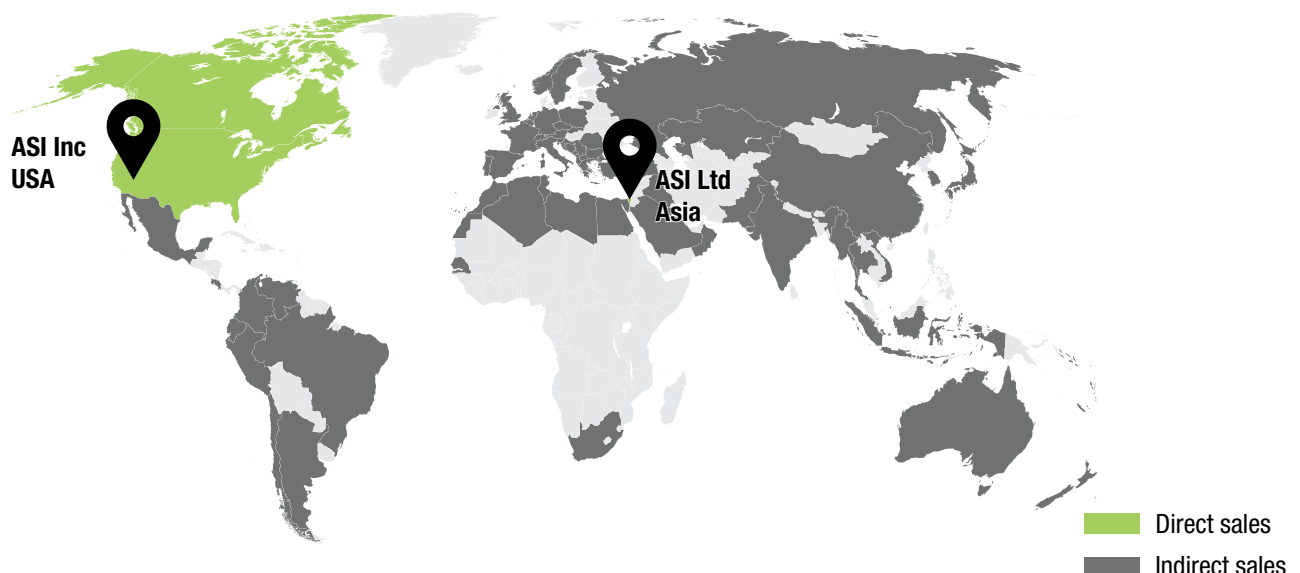 ASI Inc
USA
ASI Ltd
Asia
Direct sales
Indirect sales